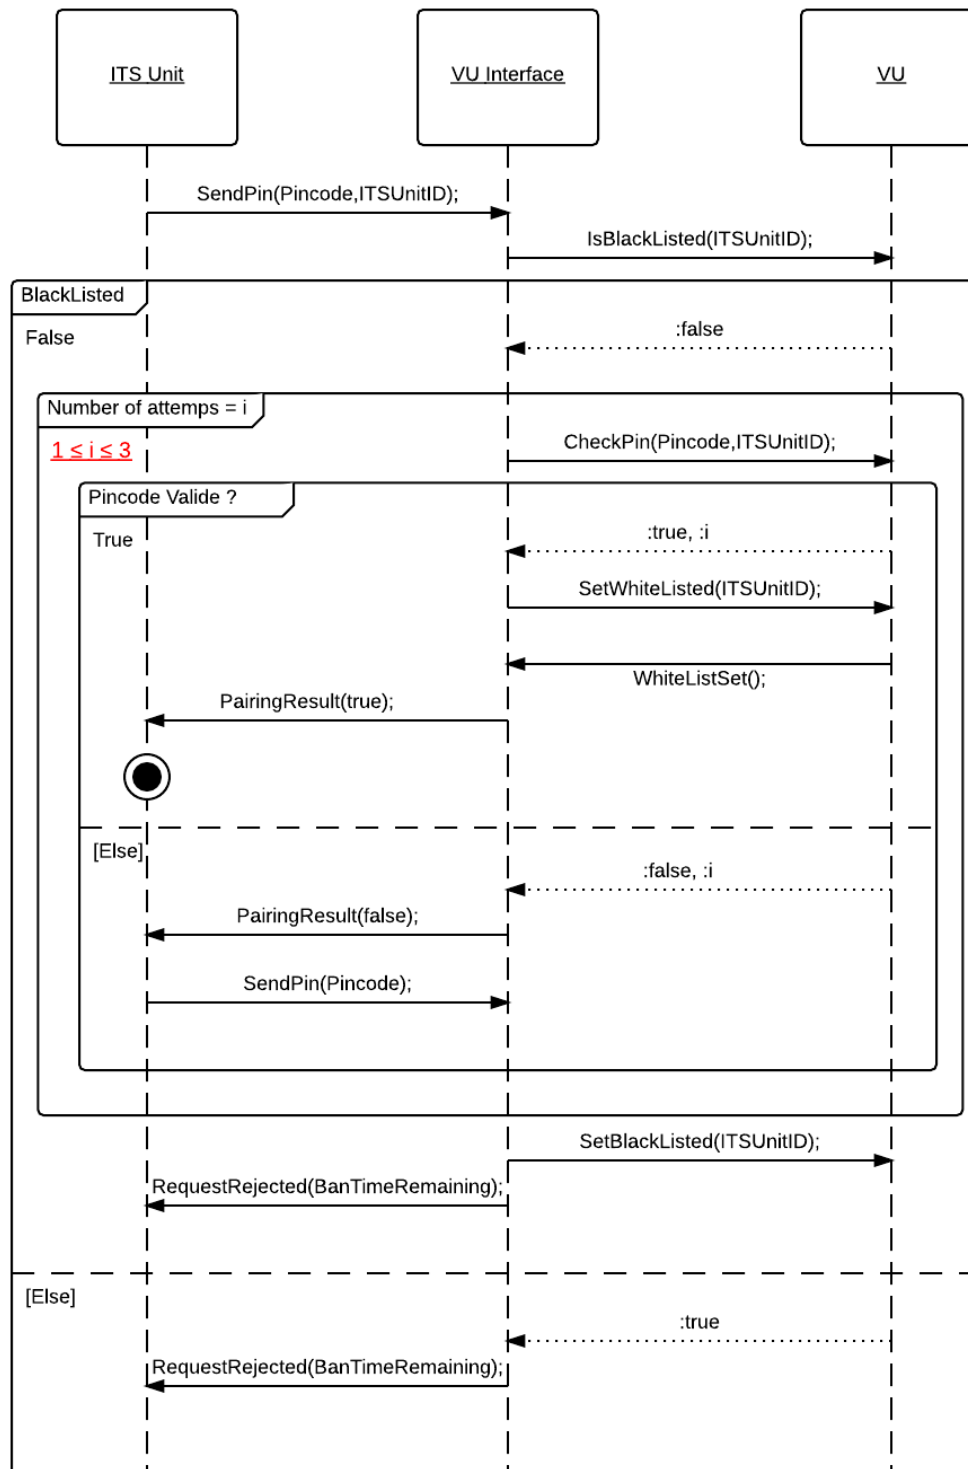 ITS Unit
VU Interface
VU
SendPin(Pincode,ITSUnitID);
IsBlackListed(ITSUnitID);
BlackListed
False
:false
Number of attemps = i
1 ≤ i ≤ 3
CheckPin(Pincode,ITSUnitID);
Pincode Valide ?
True
:true, :i
SetWhiteListed(ITSUnitID);
WhiteListSet();
PairingResult(true);
[Else]
:false, :i
PairingResult(false);
SendPin(Pincode);
SetBlackListed(ITSUnitID);
RequestRejected(BanTimeRemaining);
[Else]
:true
RequestRejected(BanTimeRemaining);